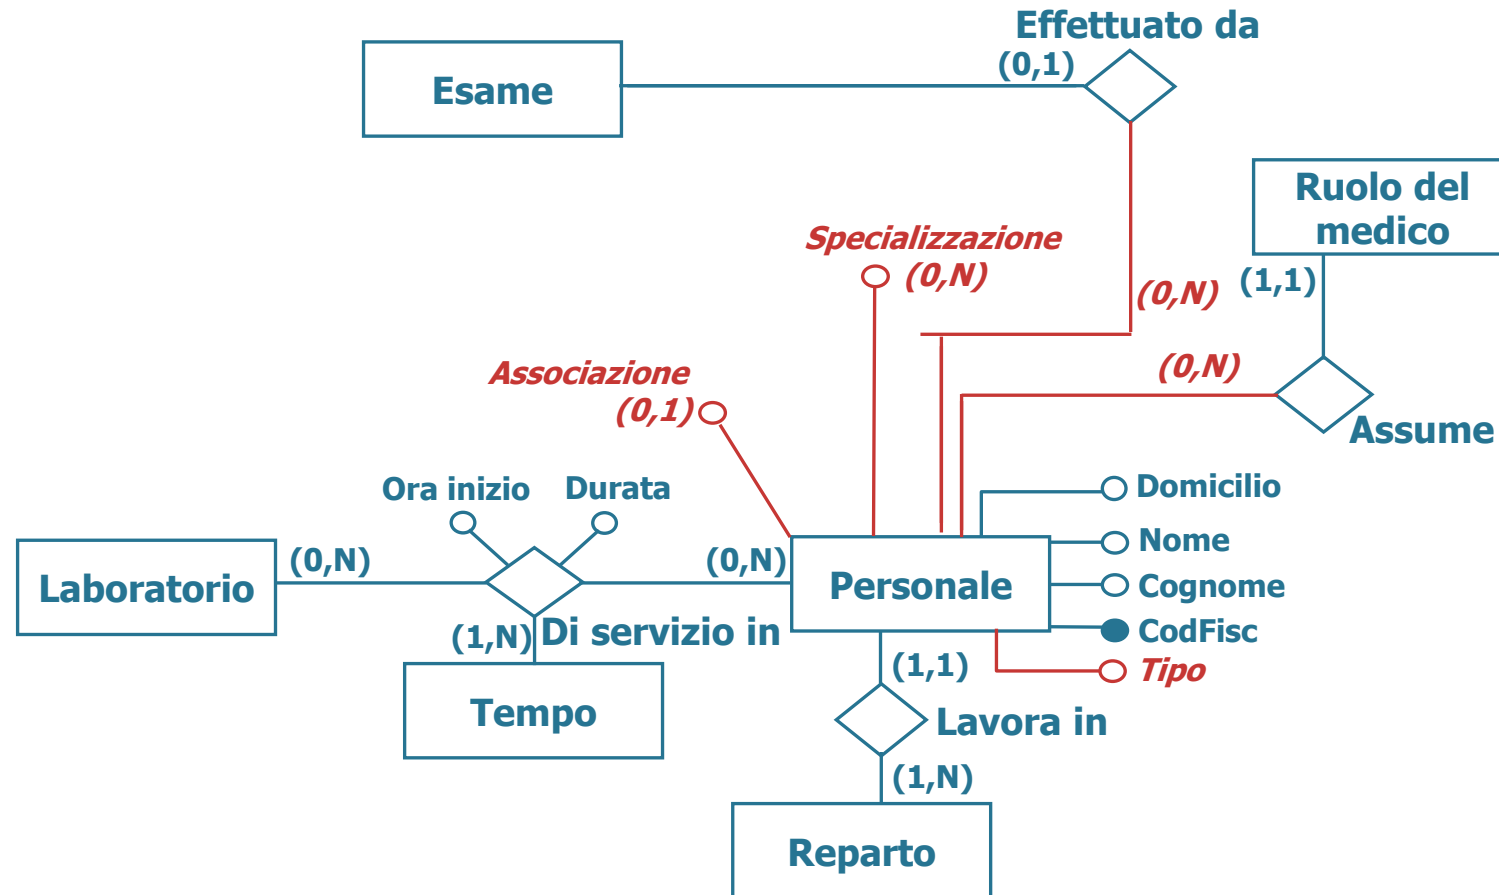 Effettuato da
(0,1)
Esame
Ruolo del
medico
Specializzazione
(0,N)
(1,1)
(0,N)
Associazione
(0,1)
(0,N)
Assume
Ora inizio
Durata
Domicilio
Nome
Laboratorio
(0,N)
(0,N)
Personale
Cognome
CodFisc
(1,N)
Di servizio in
(1,1)
Tipo
Tempo
Lavora in
(1,N)
Reparto